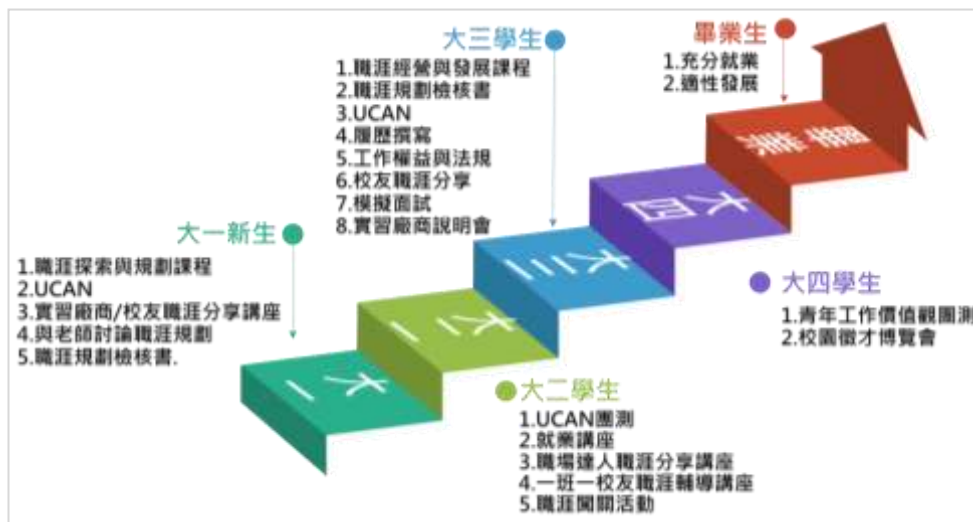 大三學生
1.職涯經營與發展課程
2.職涯規劃檢核書
3.UCAN
4.履歷撰寫
5.工作權益與法規
6.校友職涯分享
7.模擬面試
8.實習廠商說明會
畢業生
1.充分就業
2.適性發展
大一新生
1.職涯探索與規劃課程
2.UCAN
3.實習廠商/校友職涯分享講座
4.與老師討論職涯規劃
5.職涯規劃檢核書.
大四學生
1.青年工作價值觀團測
2.校園徵才博覽會
大二學生
1.UCAN團測
2.就業講座
3.職場達人職涯分享講座
4.一班一校友職涯輔導講座
5.職涯闖關活動
大一
大二
大三
大四